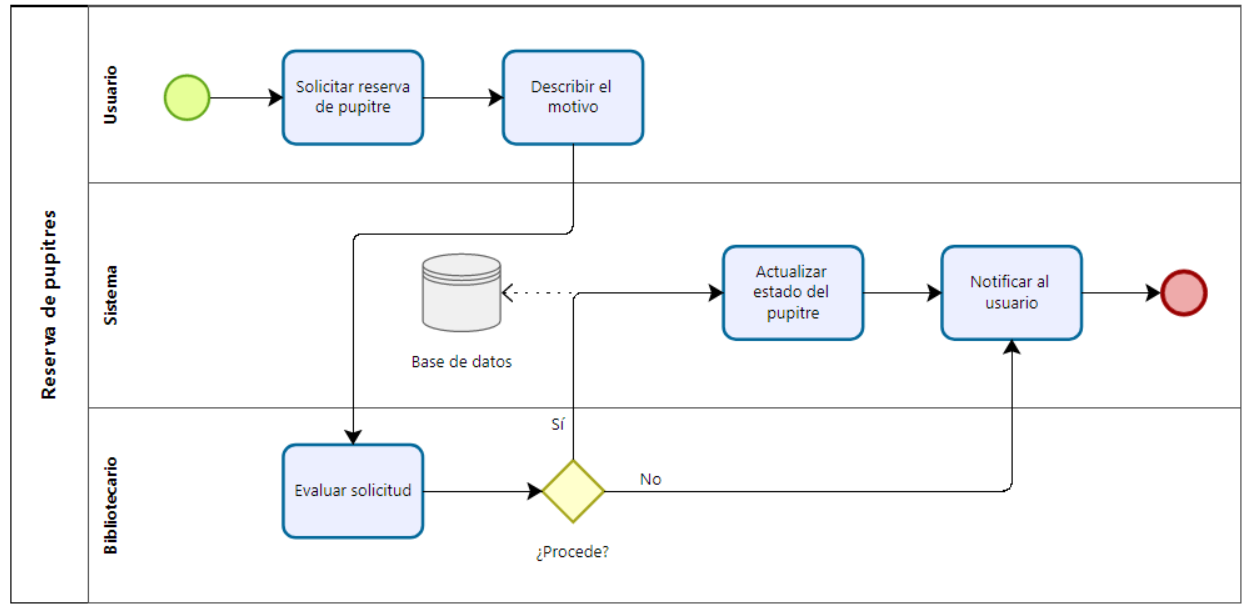 Reserva de pupitres
Usuario
Solicitar reserva
de pupitre
Describir el
motivo
Sistema
Base de datos
Actualizar
estado del
pupitre
Notificar al
usuario
Bibliotecario
Evaluar solicitud
Sí
No
¿Procede?